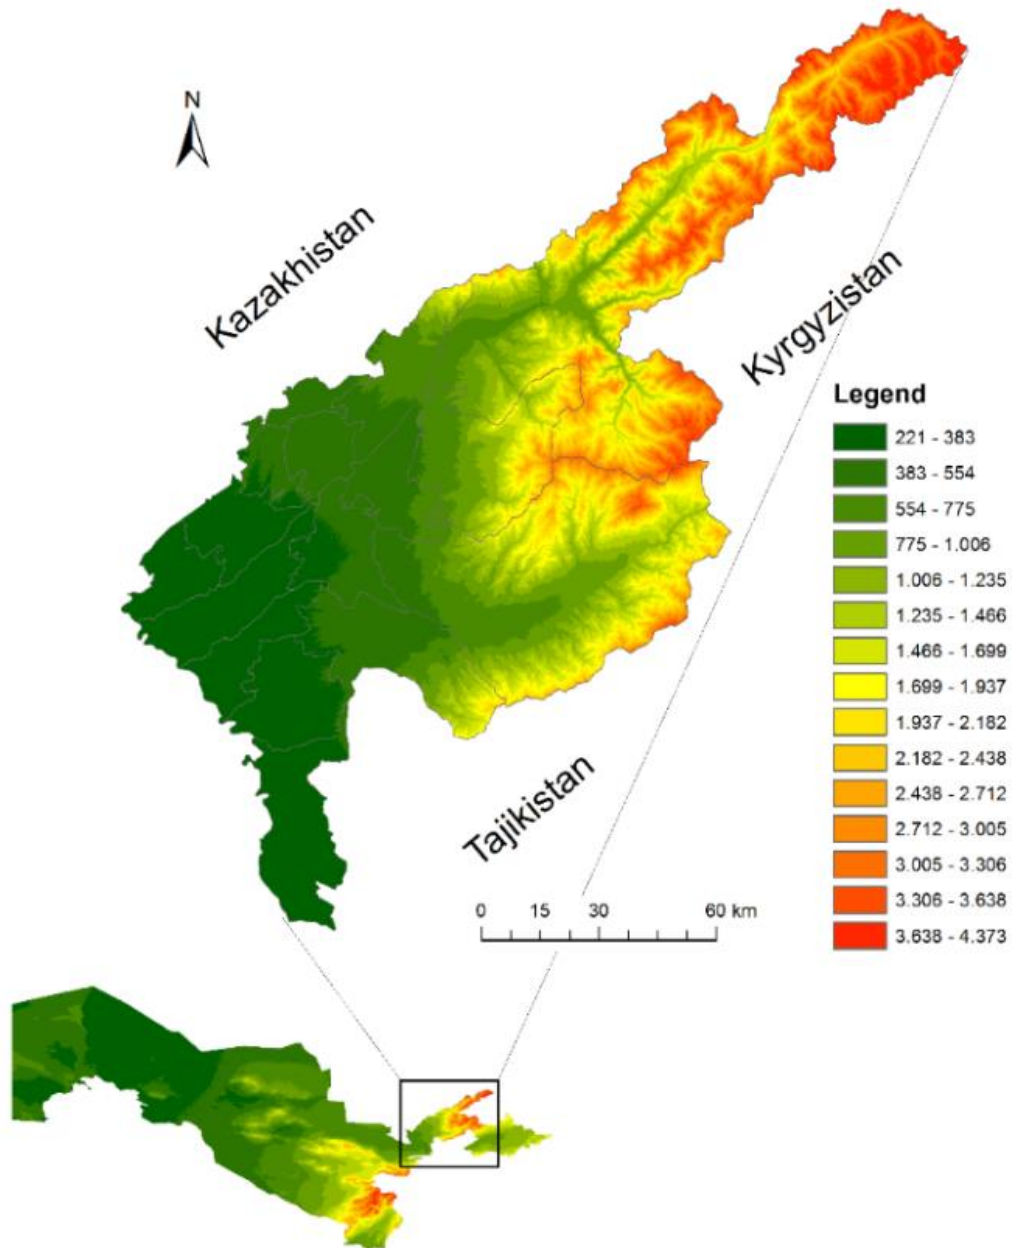 N
Kazakhistan
Kyrgyzistan
Legend
221 - 383
383 - 554
554 - 775
775 - 1.006
1.006 - 1.235
1.235 - 1.466
1.466 - 1.699
1.699 - 1.937
1.937 - 2.182
2.182 - 2.438
2.438 - 2.712
2.712 - 3.005
3.005 - 3.306
3.306 - 3.638
3.638 - 4.373
Tajikistan
0 15 30 60 km